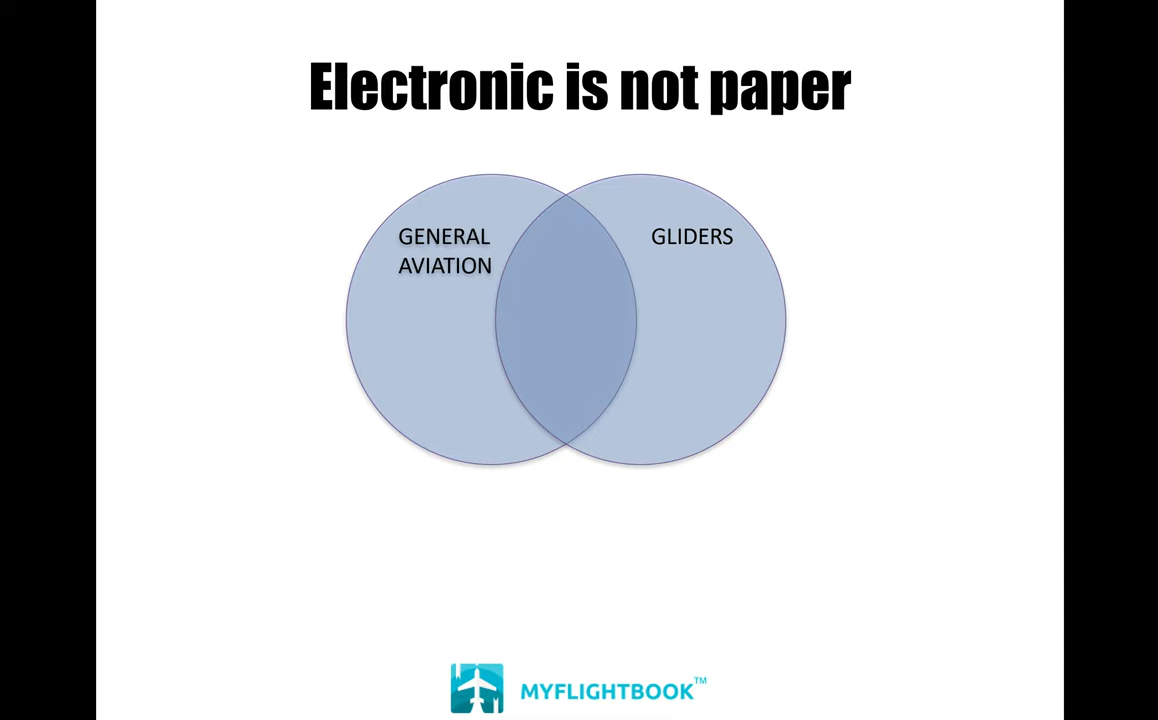 Electronic is not paper
GENERAL
AVIATION
GLIDERS
MYFLIGHTBOOK™